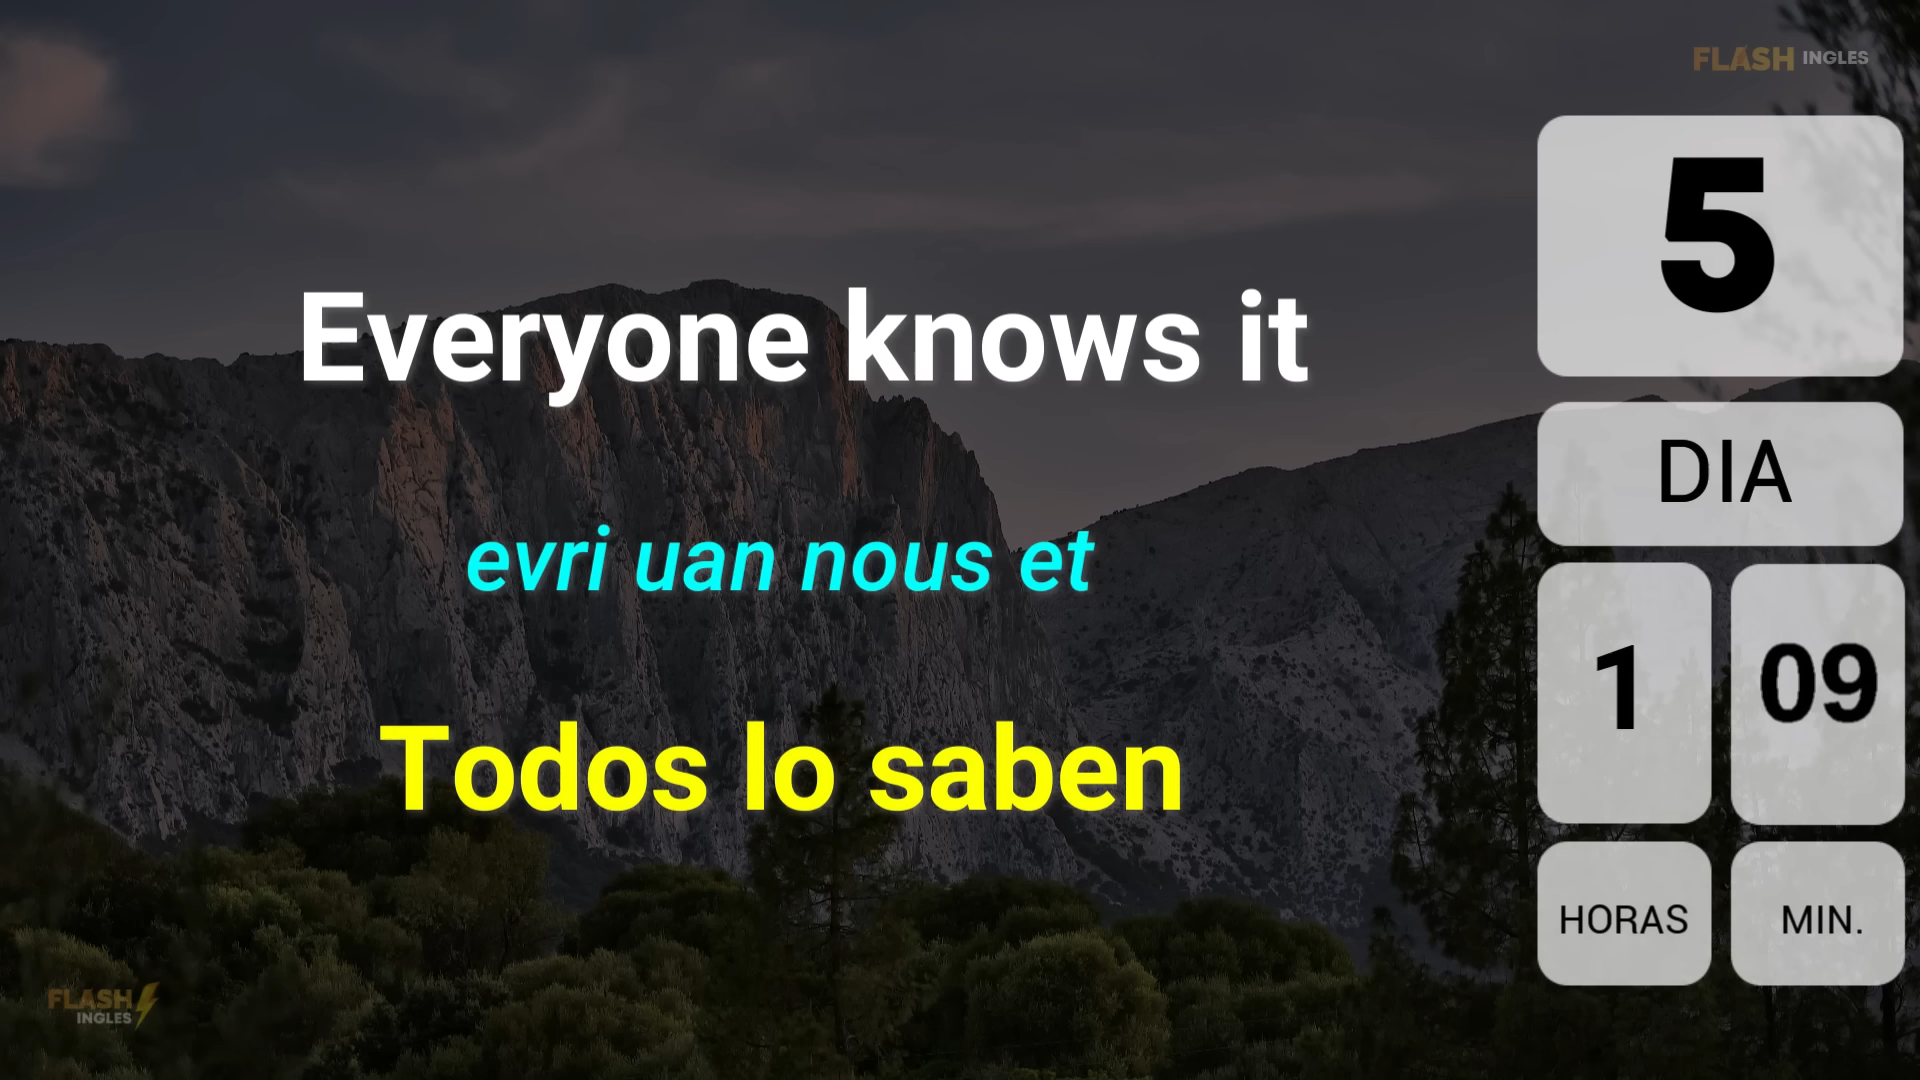 FLASH INGLES
Everyone knows it
evri uan nous et
Todos lo saben
5
DIA
1 09
HORAS MIN.
FLASH
INGLES